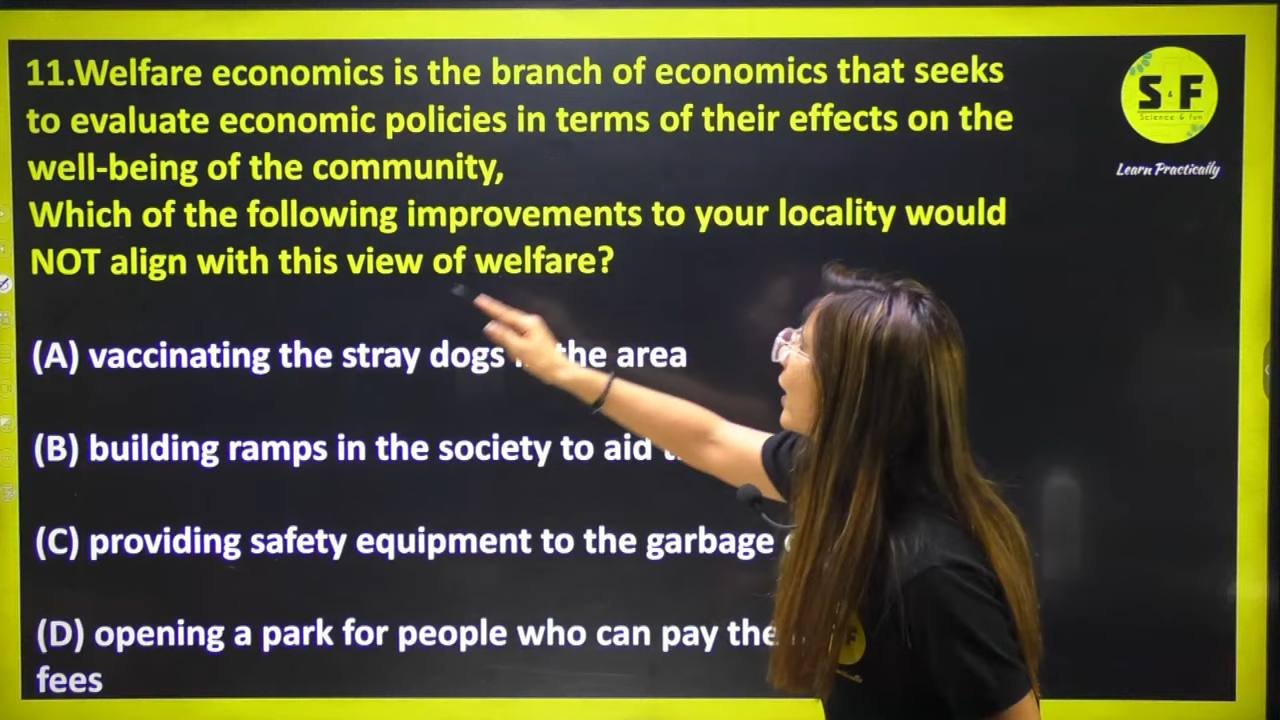 11.Welfare economics is the branch of economics that seeks
to evaluate economic policies in terms of their effects on the
well-being of the community,
Which of the following improvements to your locality would
NOT align with this view of welfare?
(A) vaccinating the stray dogs the area
(B) building ramps in the society to aid
(C) providing safety equipment to the garbage
(D) opening a park for people who can pay the
fees
S & F
Science & fun
Learn Practically